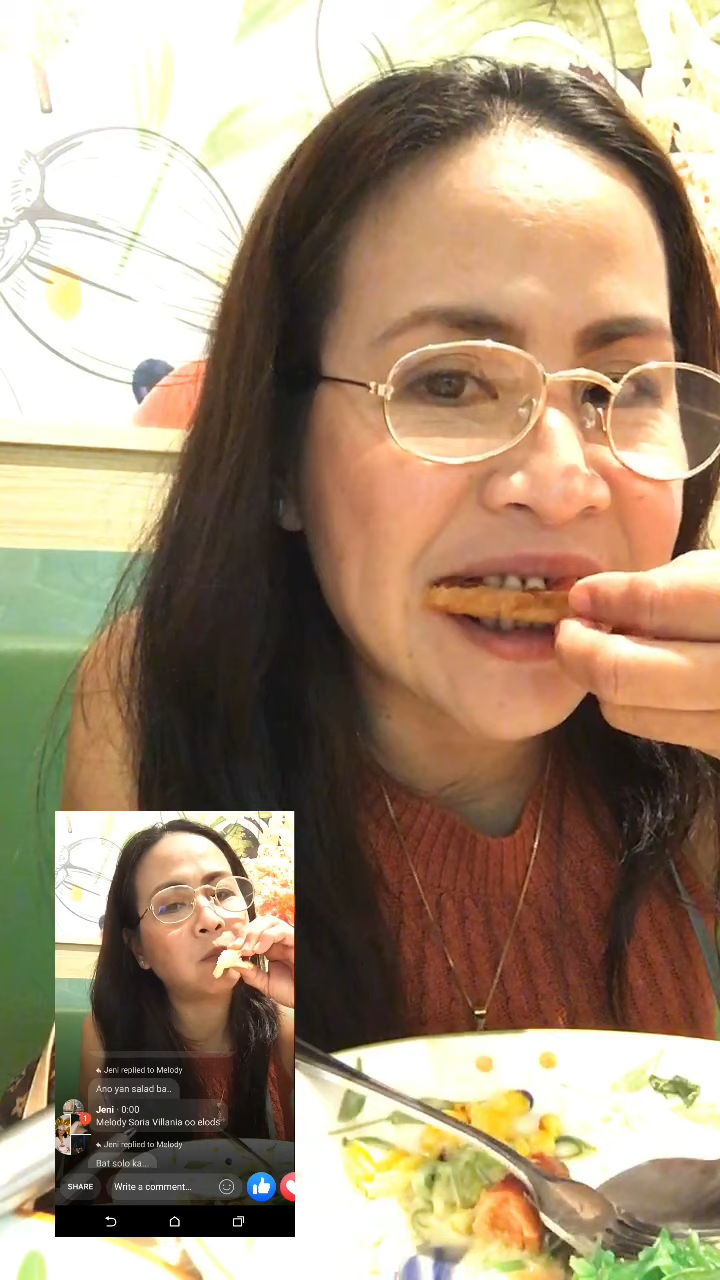 Jeni replied to Melody
Ano yan salad ba..
Jeni · 0:00
Melody Soria Villania oo elods
Jeni replied to Melody
Bat solo ka...
1
SHARE
Write a comment...